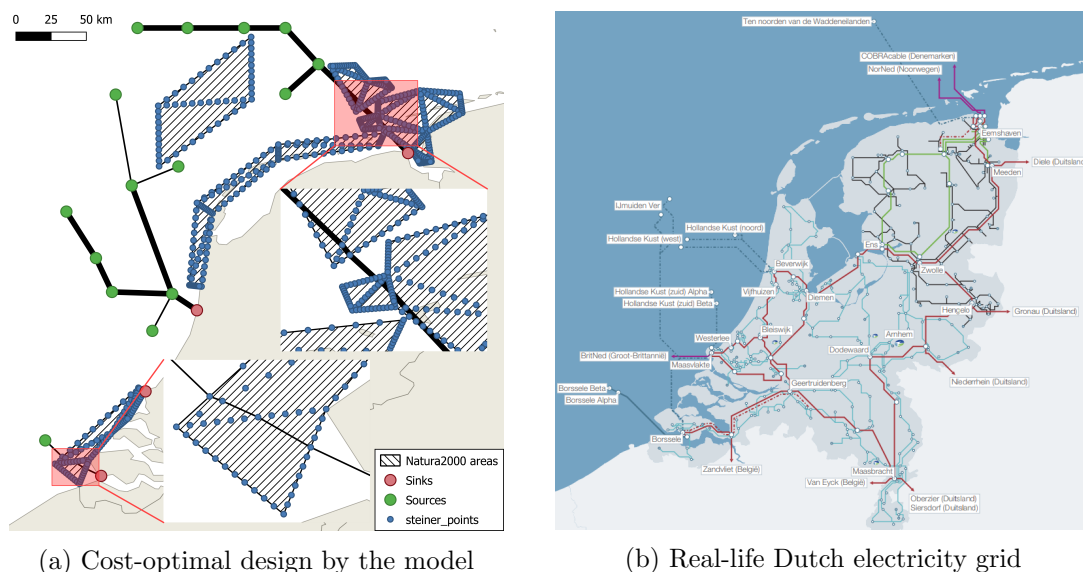 0 25 50 km
Natura2000 areas
Sinks
Sources
steiner_points
(a) Cost-optimal design by the model
Ten noorden van de Waddeneilanden
COBRAcable (Denemarken)
NorNed (Noorwegen)
Eemshaven
Diele (Duitsland)
Meeden
IJmuiden Ver
Hollandse Kust (noord)
Hollandse Kust (west)
Ens
Beverwijk
Zwolle
Vijfhuizen
Hollandse Kust (zuid) Alpha
Diemen
Hollandse Kust (zuid) Beta
Hengelo
Gronau (Duitsland)
Bleiswijk
Westerlee
Arnhem
Dodewaard
BritNed (Groot-Brittannië)
Maasvlakte
Niederrhein (Duitsland)
Geertruidenberg
Borssele Beta
Borssele Alpha
Borssele
Zandvliet (België)
Maasbracht
Van Eyck (België)
Oberzier (Duitsland)
Siersdorf (Duitsland)
(b) Real-life Dutch electricity grid